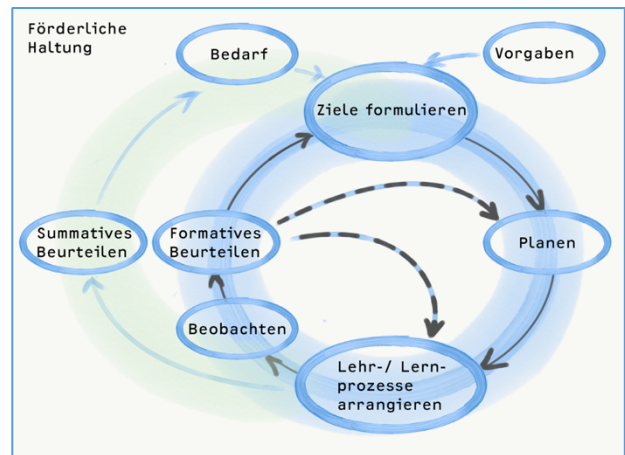 Förderliche
Haltung
Bedarf
Vorgaben
Ziele formulieren
Summatives
Beurteilen
Formatives
Beurteilen
Planen
Beobachten
Lehr-/ Lern-
prozesse
arrangieren